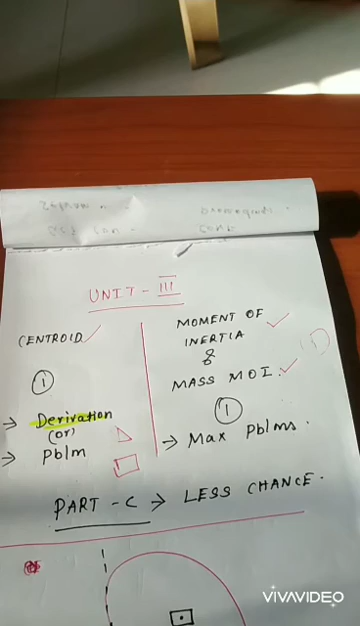 UNIT - III
CENTROID
①
→ Derivation
(or)
→ Pblm
MOMENT OF
INERTIA
&
MASS MOI
①
→ Max Pblms.
PART - C → LESS CHANCE.
VIVAVIDEO